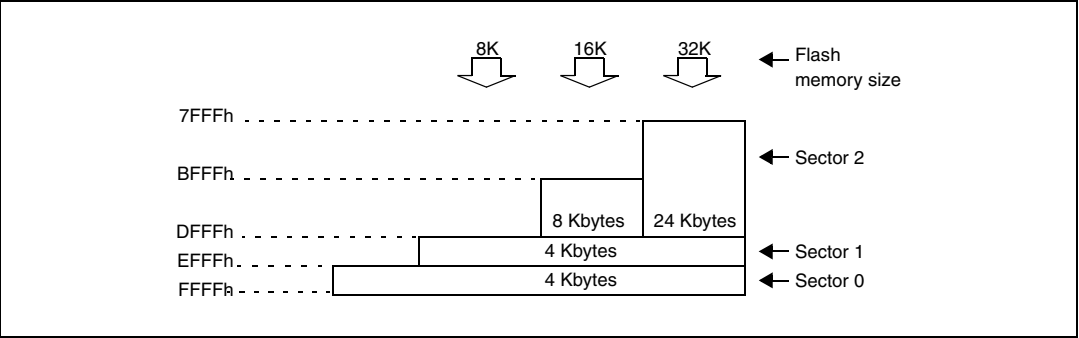 8K 16K 32K
Flash
memory size
7FFFh
Sector 2
BFFFh
8 Kbytes 24 Kbytes
DFFFh
4 Kbytes
Sector 1
EFFFh
4 Kbytes
Sector 0
FFFFh